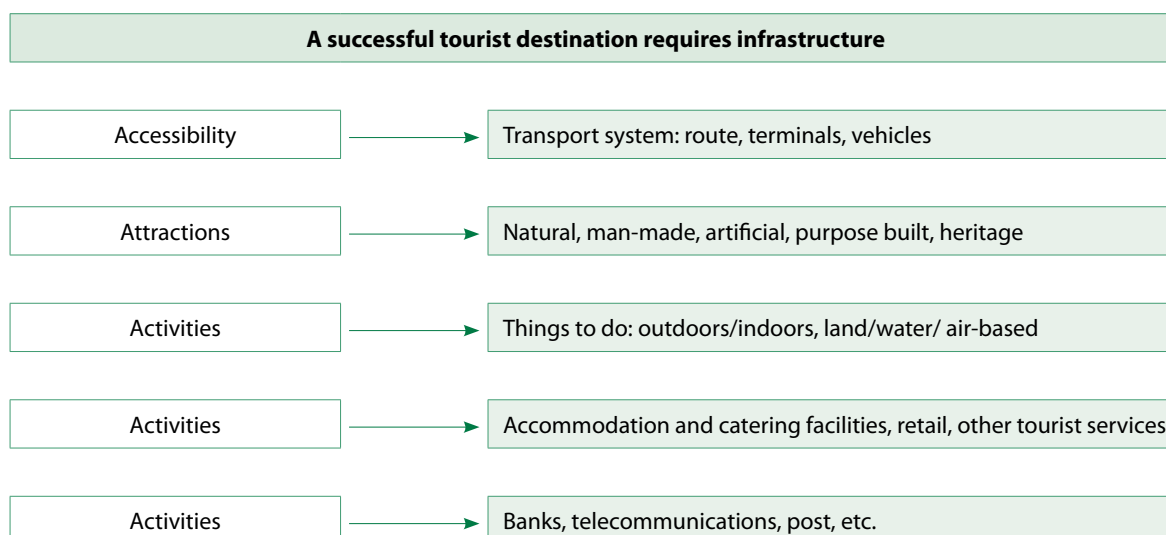 A successful tourist destination requires infrastructure
Accessibility
Transport system: route, terminals, vehicles
Attractions
Natural, man-made, artificial, purpose built, heritage
Activities
Things to do: outdoors/indoors, land/water/ air-based
Activities
Accommodation and catering facilities, retail, other tourist services
Activities
Banks, telecommunications, post, etc.